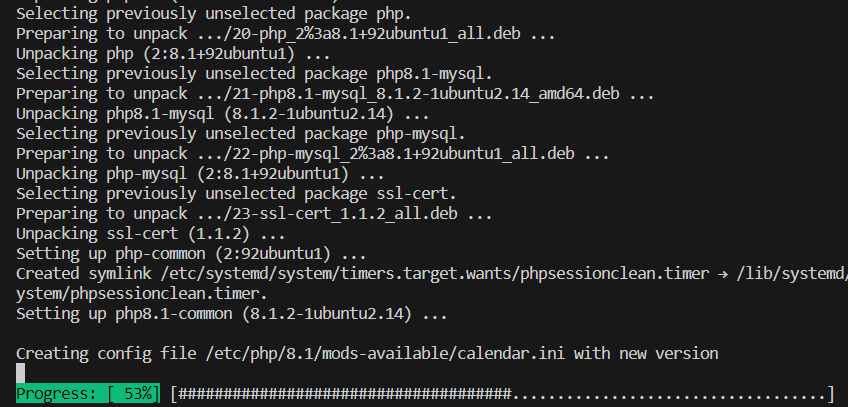 Selecting previously unselected package php.
Preparing to unpack .../20-php_2%3a8.1+92ubuntu1_all.deb ...
Unpacking php (2:8.1+92ubuntu1) ...
Selecting previously unselected package php8.1-mysql.
Preparing to unpack .../21-php8.1-mysql_8.1.2-1ubuntu2.14_amd64.deb ...
Unpacking php8.1-mysql (8.1.2-1ubuntu2.14) ...
Selecting previously unselected package php-mysql.
Preparing to unpack .../22-php-mysql_2%3a8.1+92ubuntu1_all.deb ...
Unpacking php-mysql (2:8.1+92ubuntu1) ...
Selecting previously unselected package ssl-cert.
Preparing to unpack .../23-ssl-cert_1.1.2_all.deb ...
Unpacking ssl-cert (1.1.2) ...
Setting up php-common (2:92ubuntu1) ...
Created symlink /etc/systemd/system/timers.target.wants/phpsessionclean.timer → /lib/systemd/
ystem/phpsessionclean.timer.
Setting up php8.1-common (8.1.2-1ubuntu2.14) ...
Creating config file /etc/php/8.1/mods-available/calendar.ini with new version
Progress: [ 53%] [#####################################...................................]